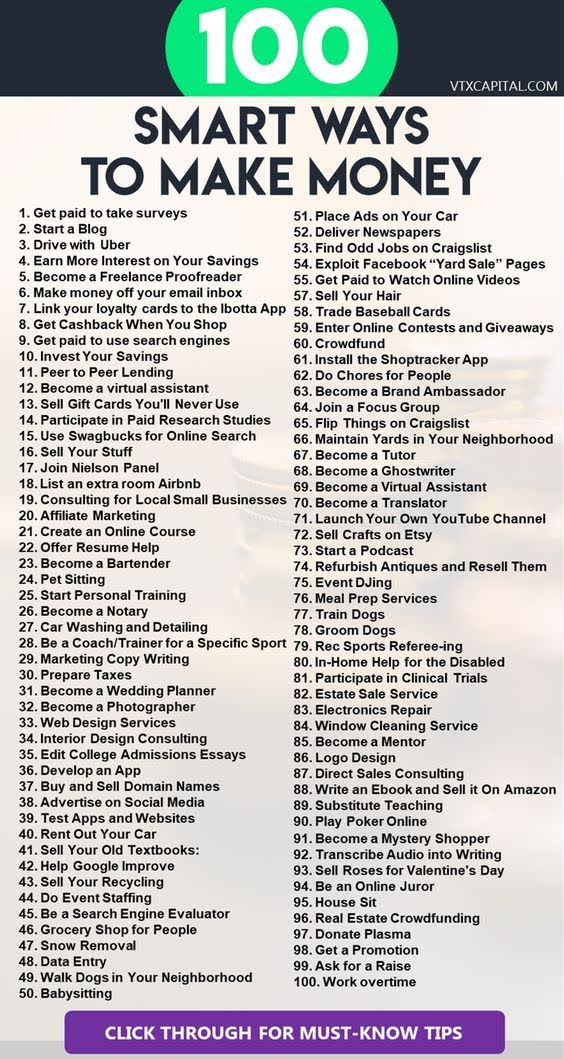 100
VTXCAPITAL.COM
SMART WAYS
TO MAKE MONEY
1. Get paid to take surveys
2. Start a Blog
3. Drive with Uber
4. Earn More Interest on Your Savings
5. Become a Freelance Proofreader
6. Make money off your email inbox
7. Link your loyalty cards to the Ibotta App
8. Get Cashback When You Shop
9. Get paid to use search engines
10. Invest Your Savings
11. Peer to Peer Lending
12. Become a virtual assistant
13. Sell Gift Cards You'll Never Use
14. Participate in Paid Research Studies
15. Use Swagbucks for Online Search
16. Sell Your Stuff
17. Join Nielson Panel
18. List an extra room Airbnb
19. Consulting for Local Small Businesses
20. Affiliate Marketing
21. Create an Online Course
22. Offer Resume Help
23. Become a Bartender
24. Pet Sitting
25. Start Personal Training
26. Become a Notary
27. Car Washing and Detailing
28. Be a Coach/Trainer for a Specific Sport
29. Marketing Copy Writing
30. Prepare Taxes
31. Become a Wedding Planner
32. Become a Photographer
33. Web Design Services
34. Interior Design Consulting
35. Edit College Admissions Essays
36. Develop an App
37. Buy and Sell Domain Names
38. Advertise on Social Media
39. Test Apps and Websites
40. Rent Out Your Car
41. Sell Your Old Textbooks:
42. Help Google Improve
43. Sell Your Recycling
44. Do Event Staffing
45. Be a Search Engine Evaluator
46. Grocery Shop for People
47. Snow Removal
48. Data Entry
49. Walk Dogs in Your Neighborhood
50. Babysitting
51. Place Ads on Your Car
52. Deliver Newspapers
53. Find Odd Jobs on Craigslist
54. Exploit Facebook “Yard Sale” Pages
55. Get Paid to Watch Online Videos
57. Sell Your Hair
58. Trade Baseball Cards
59. Enter Online Contests and Giveaways
60. Crowdfund
61. Install the Shoptracker App
62. Do Chores for People
63. Become a Brand Ambassador
64. Join a Focus Group
65. Flip Things on Craigslist
66. Maintain Yards in Your Neighborhood
67. Become a Tutor
68. Become a Ghostwriter
69. Become a Virtual Assistant
70. Become a Translator
71. Launch Your Own YouTube Channel
72. Sell Crafts on Etsy
73. Start a Podcast
74. Refurbish Antiques and Resell Them
75. Event DJing
76. Meal Prep Services
77. Train Dogs
78. Groom Dogs
79. Rec Sports Referee-ing
80. In-Home Help for the Disabled
81. Participate in Clinical Trials
82. Estate Sale Service
83. Electronics Repair
84. Window Cleaning Service
85. Become a Mentor
86. Logo Design
87. Direct Sales Consulting
88. Write an Ebook and Sell it On Amazon
89. Substitute Teaching
90. Play Poker Online
91. Become a Mystery Shopper
92. Transcribe Audio into Writing
93. Sell Roses for Valentine's Day
94. Be an Online Juror
95. House Sit
96. Real Estate Crowdfunding
97. Donate Plasma
98. Get a Promotion
99. Ask for a Raise
100. Work overtime
CLICK THROUGH FOR MUST-KNOW TIPS